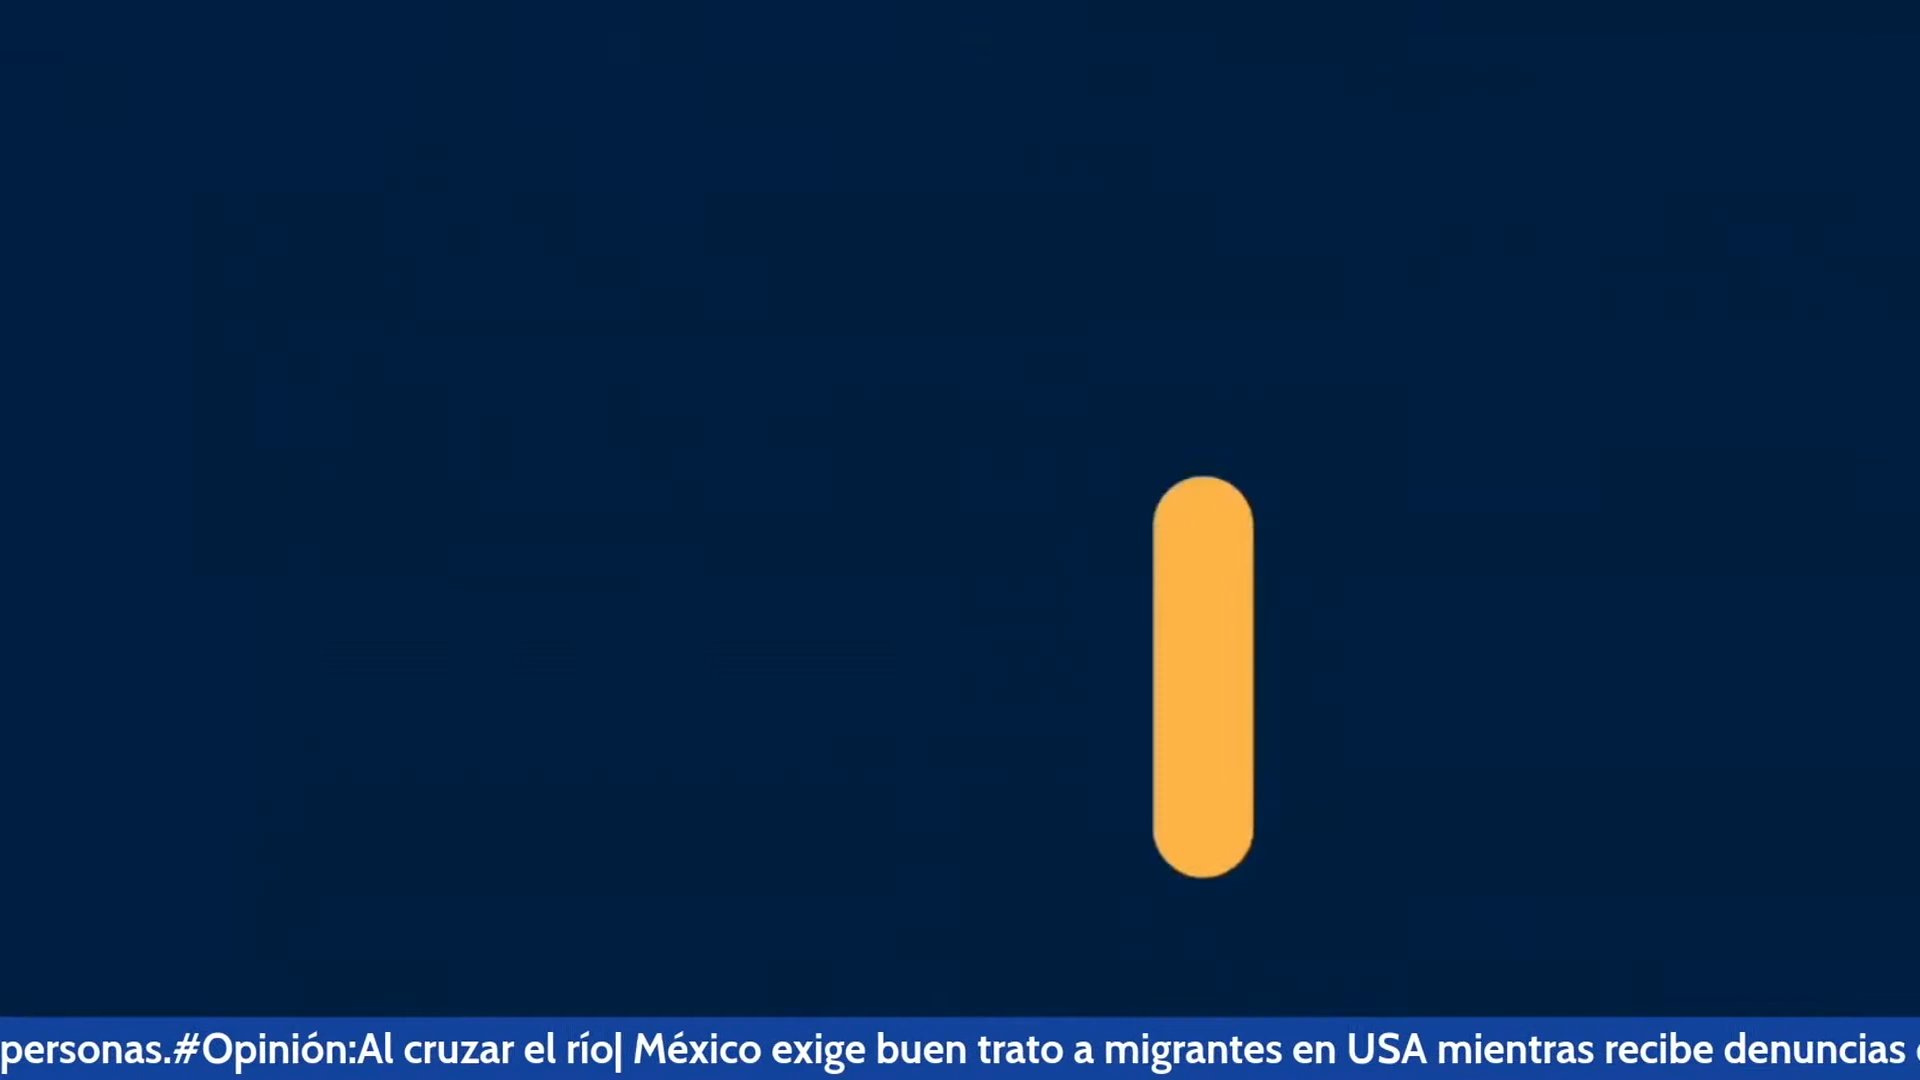 personas.#Opinión:Al cruzar el río| México exige buen trato a migrantes en USA mientras recibe denuncias